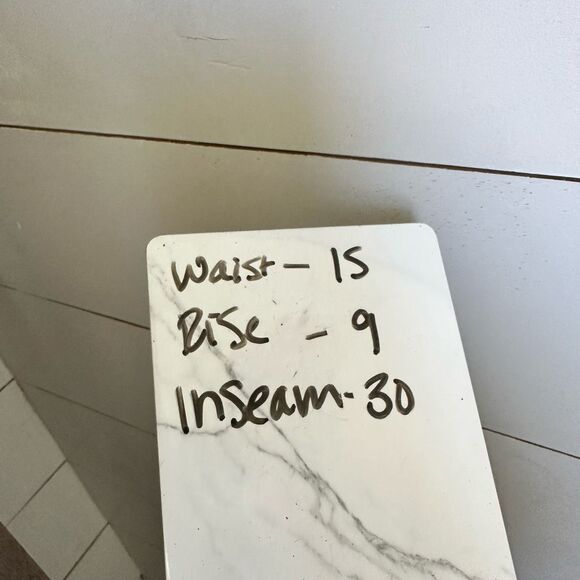 Waist - 15
Rise - 9
Inseam - 30